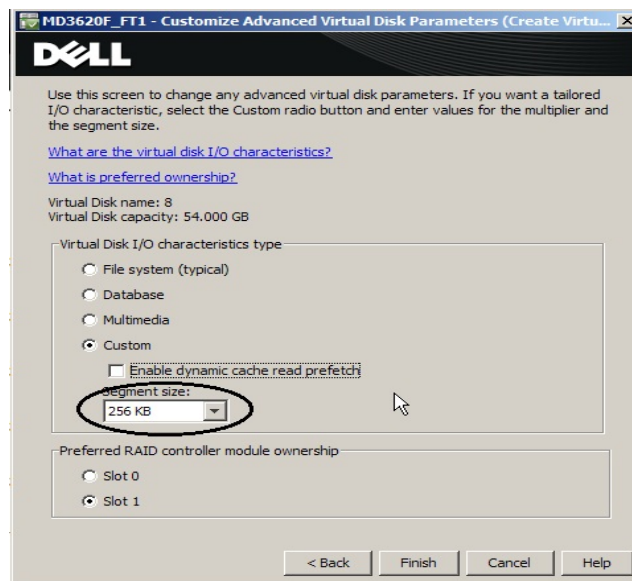 MD3620F_FT1 - Customize Advanced Virtual Disk Parameters (Create Virtu...
DELL
Use this screen to change any advanced virtual disk parameters. If you want a tailored
I/O characteristic, select the Custom radio button and enter values for the multiplier and
the segment size.
What are the virtual disk I/O characteristics?
What is preferred ownership?
Virtual Disk name: 8
Virtual Disk capacity: 54.000 GB
Virtual Disk I/O characteristics type
File system (typical)
Database
Multimedia
Custom
Enable dynamic cache read prefetch
Segment size:
256 KB
Preferred RAID controller module ownership
Slot 0
Slot 1
< Back Finish Cancel Help